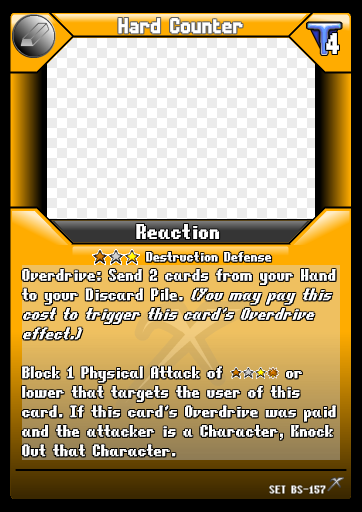 Hard Counter
T4
Reaction
Destruction Defense
Overdrive: Send 2 cards from your Hand
to your Discard Pile. (You may pay this
cost to trigger this card's Overdrive
effect.)
Block 1 Physical Attack of ★★★✹ or
lower that targets the user of this
card. If this card's Overdrive was paid
and the attacker is a Character, Knock
Out that Character.
SET BS-157